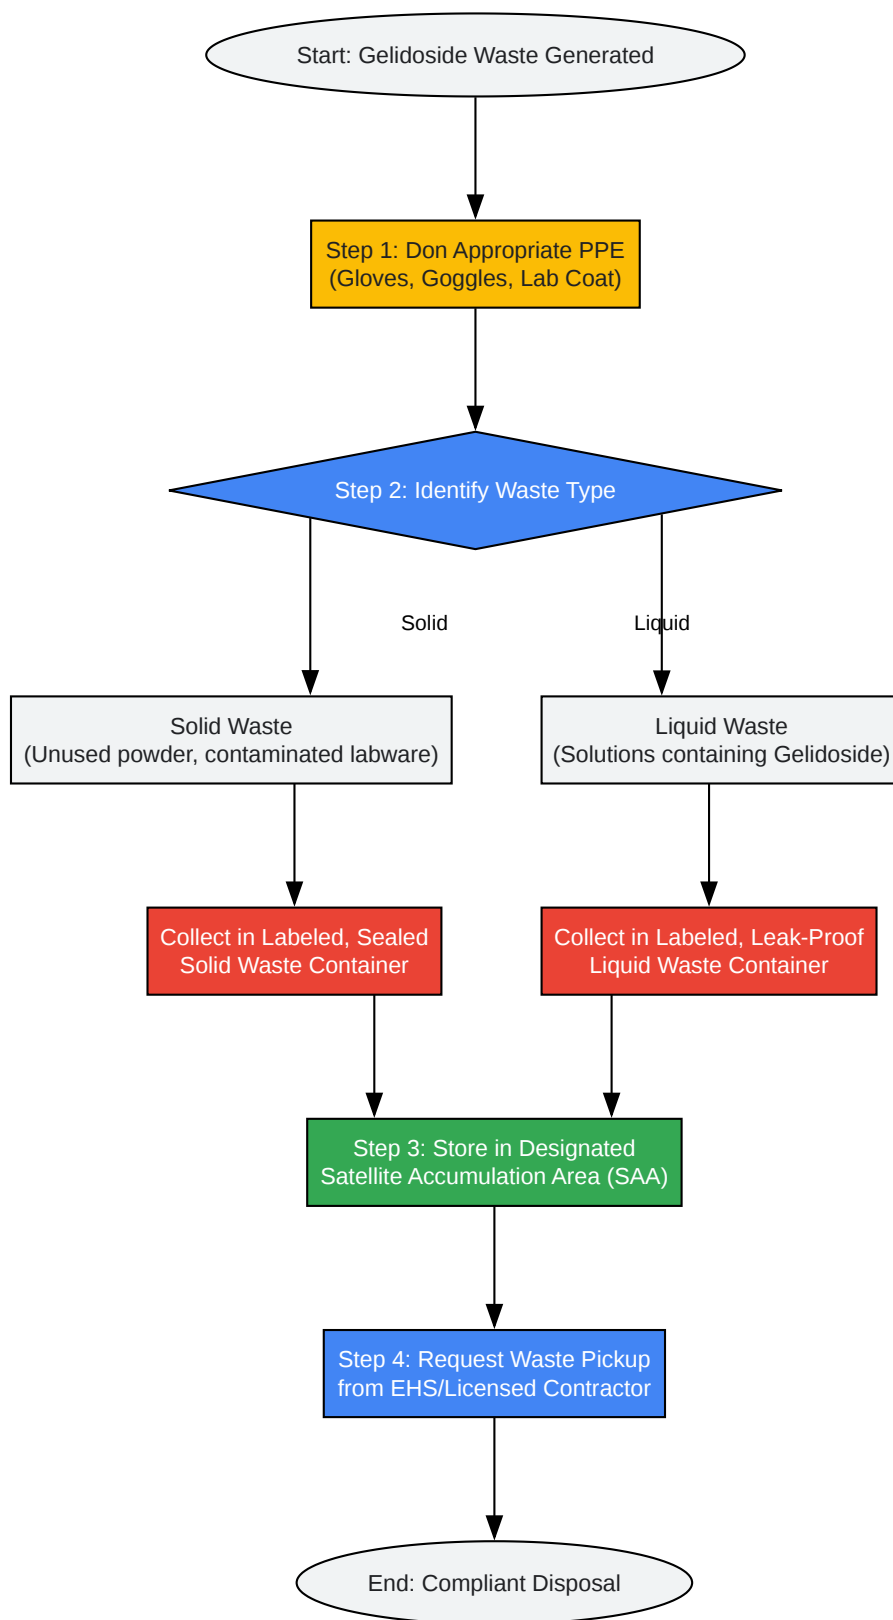 Start: Gelidoside Waste Generated
Step 1: Don Appropriate PPE
(Gloves, Goggles, Lab Coat)
Step 2: Identify Waste Type
Solid
Liquid
Solid Waste
(Unused powder, contaminated labware)
Liquid Waste
(Solutions containing Gelidoside)
Collect in Labeled, Sealed
Solid Waste Container
Collect in Labeled, Leak-Proof
Liquid Waste Container
Step 3: Store in Designated
Satellite Accumulation Area (SAA)
Step 4: Request Waste Pickup
from EHS/Licensed Contractor
End: Compliant Disposal